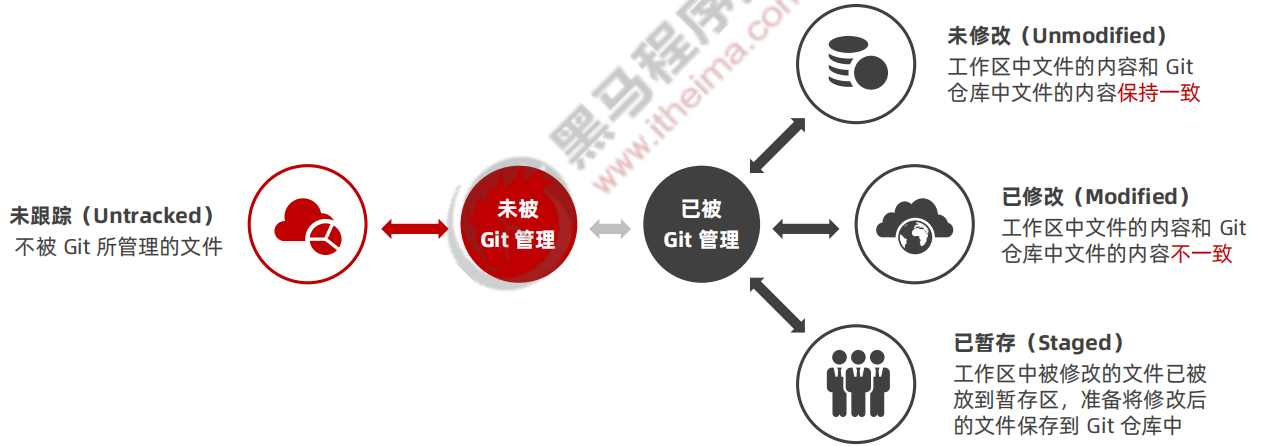 未修改（Unmodified）
工作区中文件的内容和 Git
仓库中文件的内容保持一致
未跟踪（Untracked）
不被 Git 所管理的文件
未被
Git 管理
已被
Git 管理
已修改（Modified）
工作区中文件的内容和 Git
仓库中文件的内容不一致
已暂存（Staged）
工作区中被修改的文件已被
放到暂存区，准备将修改后
的文件保存到 Git 仓库中
黑马程序
www.itheima.com